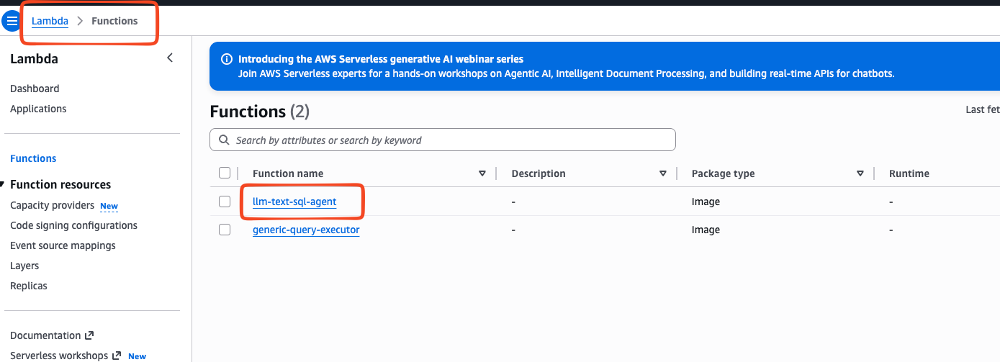 Lambda > Functions
Lambda
Dashboard
Applications
Functions
Function resources
Capacity providers New
Code signing configurations
Event source mappings
Layers
Replicas
Documentation
Serverless workshops New
Introducing the AWS Serverless generative AI webinar series
Join AWS Serverless experts for a hands-on workshops on Agentic AI, Intelligent Document Processing, and building real-time APIs for chatbots.
Functions (2)
Last fet
Search by attributes or search by keyword
Function name Description Package type Runtime
llm-text-sql-agent - Image -
generic-query-executor - Image -